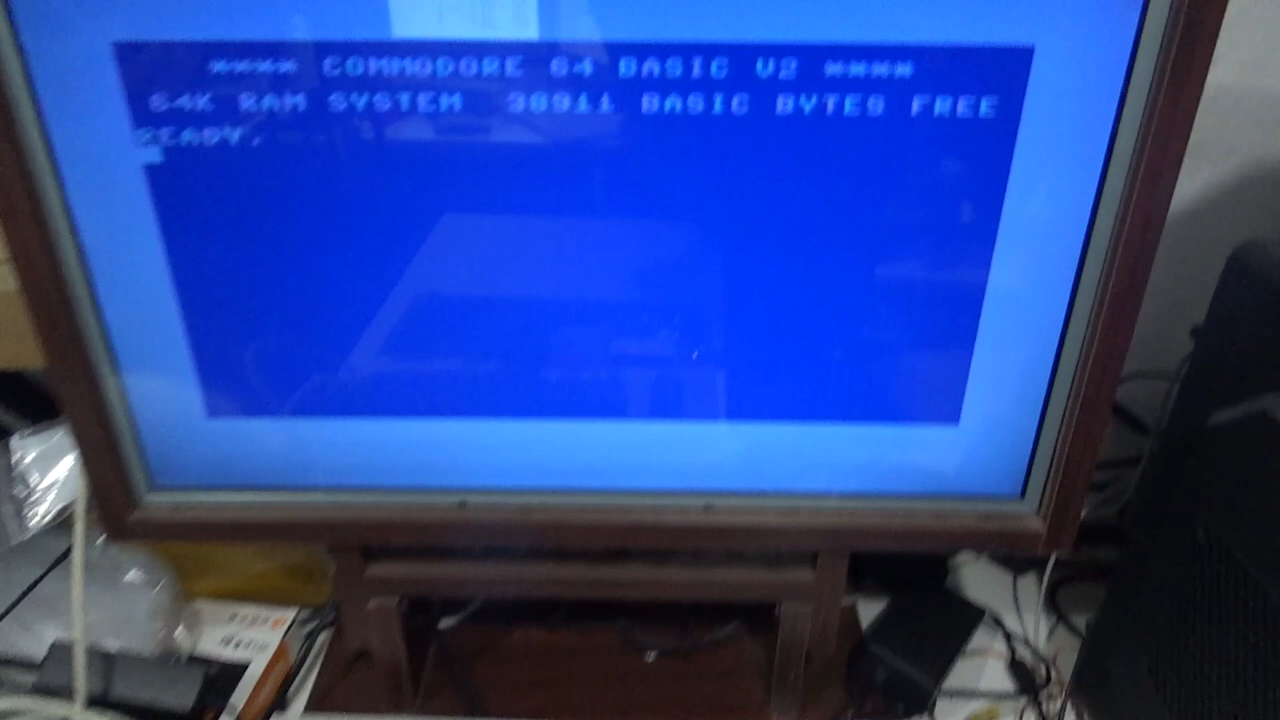 **** COMMODORE 64 BASIC V2 ****
64K RAM SYSTEM 38911 BASIC BYTES FREE
READY.